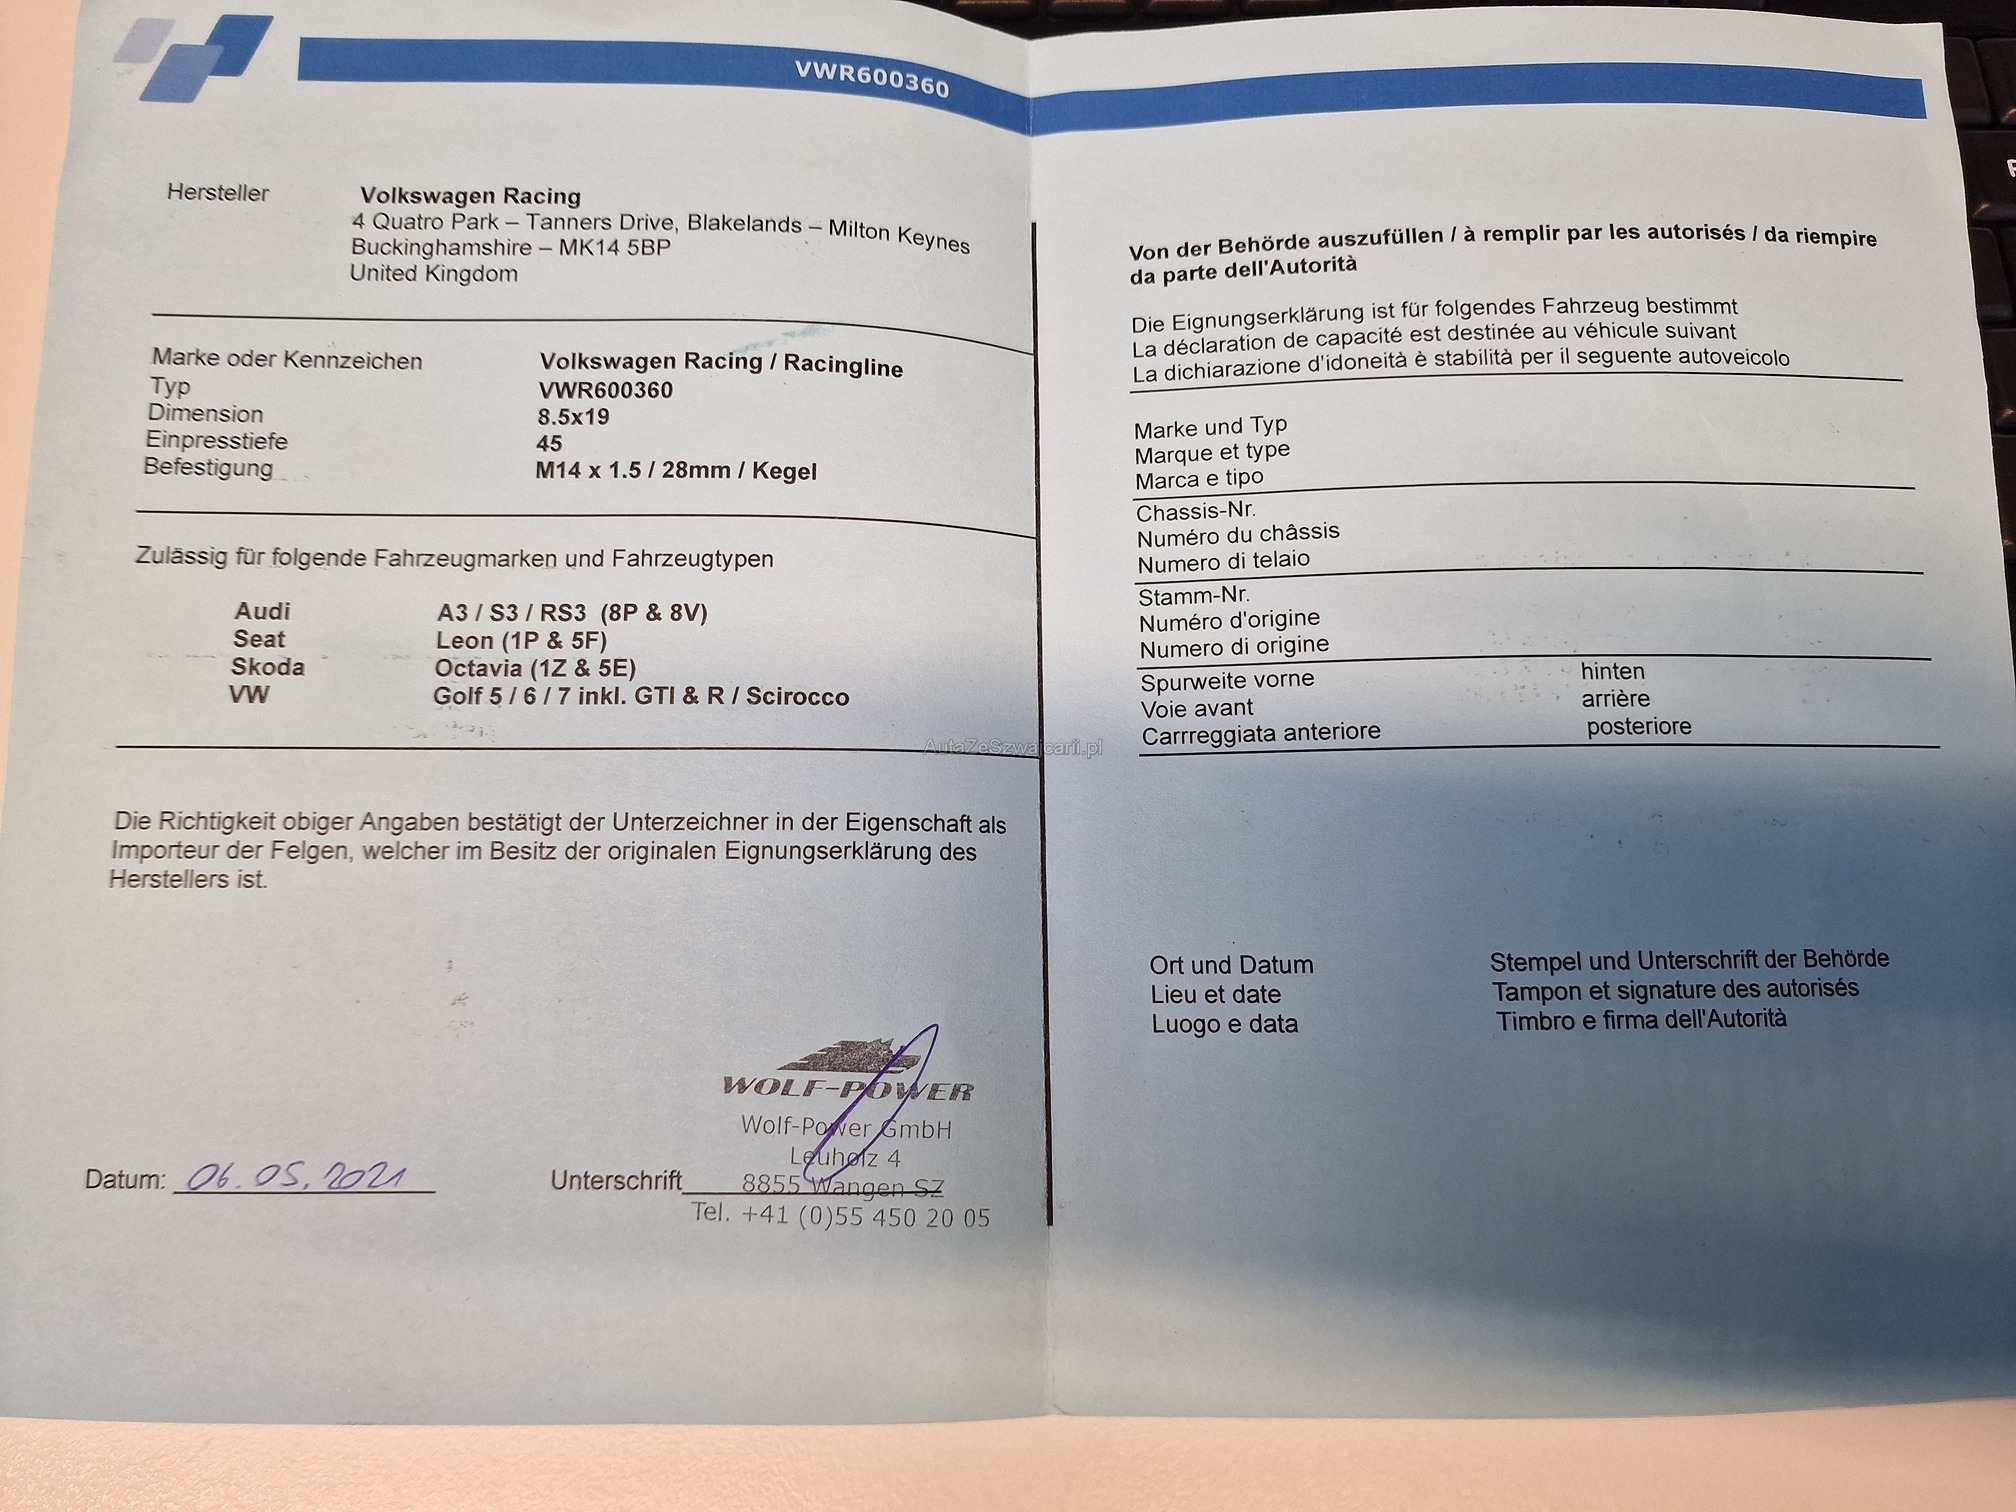 VWR600360
Hersteller Volkswagen Racing
4 Quatro Park – Tanners Drive, Blakelands – Milton Keynes
Buckinghamshire – MK14 5BP
United Kingdom
Marke oder Kennzeichen Volkswagen Racing / Racingline
Typ VWR600360
Dimension 8.5x19
Einpresstiefe 45
Befestigung M14 x 1.5 / 28mm / Kegel
Zulässig für folgende Fahrzeugmarken und Fahrzeugtypen
Audi A3 / S3 / RS3 (8P & 8V)
Seat Leon (1P & 5F)
Skoda Octavia (1Z & 5E)
VW Golf 5 / 6 / 7 inkl. GTI & R / Scirocco
Die Richtigkeit obiger Angaben bestätigt der Unterzeichner in der Eigenschaft als
Importeur der Felgen, welcher im Besitz der originalen Eignungserklärung des
Herstellers ist.
WOLF-POWER
Wolf-Power GmbH
Leuholz 4
Datum: 06.05.2021 Unterschrift 8855 Wangen SZ
Tel. +41 (0)55 450 20 05
Von der Behörde auszufüllen / à remplir par les autorisés / da riempire
da parte dell'Autorità
Die Eignungserklärung ist für folgendes Fahrzeug bestimmt
La déclaration de capacité est destinée au véhicule suivant
La dichiarazione d'idoneità è stabilità per il seguente autoveicolo
Marke und Typ
Marque et type
Marca e tipo
Chassis-Nr.
Numéro du châssis
Numero di telaio
Stamm-Nr.
Numéro d'origine
Numero di origine
Spurweite vorne hinten
Voie avant arrière
Carrreggiata anteriore posteriore
Ort und Datum Stempel und Unterschrift der Behörde
Lieu et date Tampon et signature des autorisés
Luogo e data Timbro e firma dell'Autorità
AutaZeSzwajcarii.pl